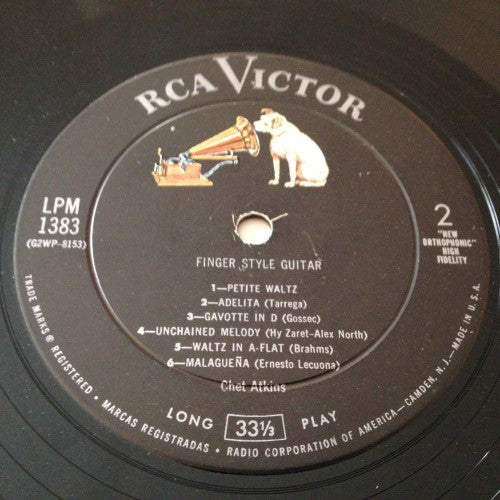 RCA VICTOR
LPM
1383
(G2WP-8153)
2
"NEW
ORTHOPHONIC"
HIGH
FIDELITY
FINGER STYLE GUITAR
1—PETITE WALTZ
2—ADELITA (Tarrega)
3—GAVOTTE IN D (Gossec)
4—UNCHAINED MELODY (Hy Zaret-Alex North)
5—WALTZ IN A-FLAT (Brahms)
6—MALAGUEÑA (Ernesto Lecuona)
Chet Atkins
LONG 33⅓ PLAY
TRADE MARKS ® REGISTERED • MARCAS REGISTRADAS • RADIO CORPORATION OF AMERICA—CAMDEN, N.J.—MADE IN U.S.A.